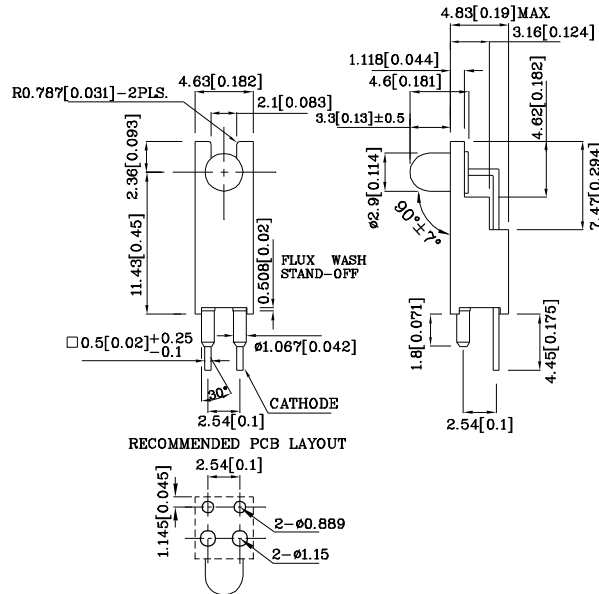 4.83[0.19] MAX.
3.16[0.124]
1.118[0.044]
4.63[0.182]
4.6[0.181]
R0.787[0.031]-2PLS.
2.1[0.083]
3.3[0.13]±0.5
4.62[0.182]
2.36[0.093]
ø2.9[0.114]
7.47[0.294]
90°±2°
11.43[0.45]
0.508[0.02]
FLUX WASH
STAND-OFF
□0.5[0.02]+0.25
-0.1
ø1.067[0.042]
1.8[0.071]
4.45[0.175]
30°
CATHODE
2.54[0.1]
2.54[0.1]
RECOMMENDED PCB LAYOUT
2.54[0.1]
1.145[0.045]
2-ø0.889
2-ø1.15